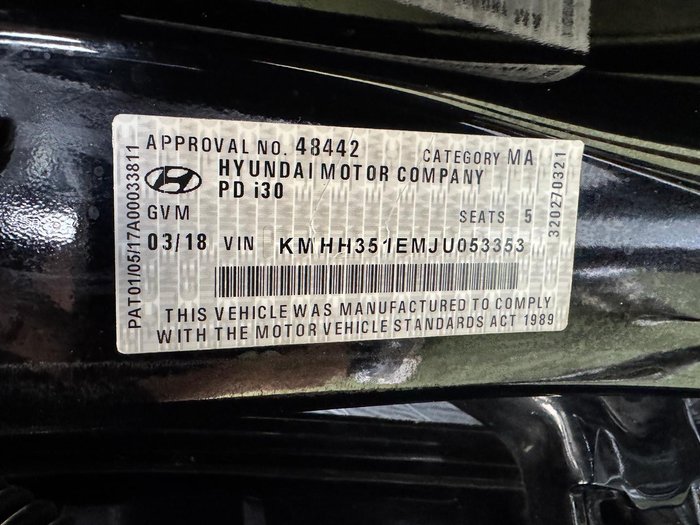 APPROVAL NO. 48442 CATEGORY MA
HYUNDAI MOTOR COMPANY
PD i30
GVM SEATS 5
03/18 VIN KMHH351EMJU053353
THIS VEHICLE WAS MANUFACTURED TO COMPLY
WITH THE MOTOR VEHICLE STANDARDS ACT 1989
PAT01/05/17A00033811
320270321